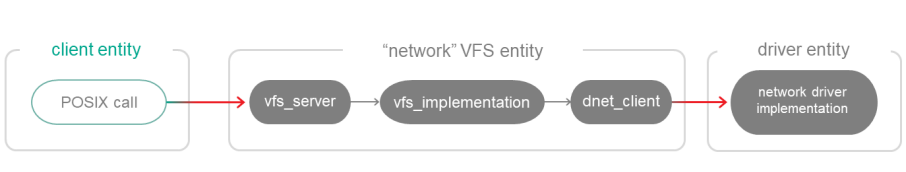 client entity
“network” VFS entity
driver entity
POSIX call
vfs_server
vfs_implementation
dnet_client
network driver
implementation